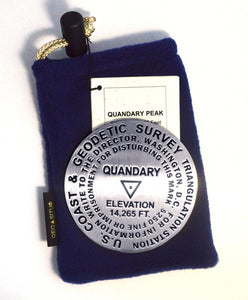 QUANDARY PEAK
U.S. COAST & GEODETIC SURVEY TRIANGULATION STATION
WRITE TO THE DIRECTOR, WASHINGTON, D.C.
FOR INFORMATION
$250 FINE OR IMPRISONMENT FOR DISTURBING THIS MARK
QUANDARY
ELEVATION
14,265 FT.